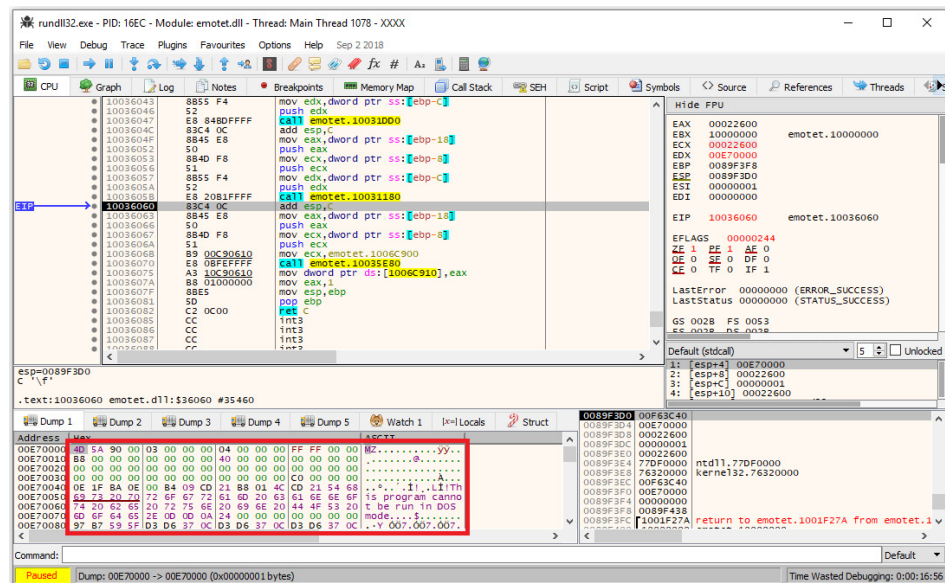 rundll32.exe - PID: 16EC - Module: emotet.dll - Thread: Main Thread 1078 - XXXX
File View Debug Trace Plugins Favourites Options Help Sep 2 2018
CPU Graph Log Notes Breakpoints Memory Map Call Stack SEH Script Symbols Source References Threads
10036043 8B55 F4 mov edx,dword ptr ss:[ebp-C]
10036046 52 push edx
10036047 E8 84BDFFFF call emotet.10031DD0
1003604C 83C4 0C add esp,C
1003604F 8B45 E8 mov eax,dword ptr ss:[ebp-18]
10036052 50 push eax
10036053 8B4D F8 mov ecx,dword ptr ss:[ebp-8]
10036056 51 push ecx
10036057 8B55 F4 mov edx,dword ptr ss:[ebp-C]
1003605A 52 push edx
1003605B E8 20B1FFFF call emotet.10031180
EIP 10036060 83C4 0C add esp,C
10036063 8B45 E8 mov eax,dword ptr ss:[ebp-18]
10036066 50 push eax
10036067 8B4D F8 mov ecx,dword ptr ss:[ebp-8]
1003606A 51 push ecx
1003606B B9 00C90610 mov ecx,emotet.1006C900
10036070 E8 0BFEFFFF call emotet.10035E80
10036075 A3 10C90610 mov dword ptr ds:[1006C910],eax
1003607A B8 01000000 mov eax,1
1003607F 8BE5 mov esp,ebp
10036081 5D pop ebp
10036082 C2 0C00 ret C
10036085 CC int3
10036086 CC int3
10036087 CC int3
10036088 CC int3
Hide FPU
EAX 00022600
EBX 10000000 emotet.10000000
ECX 00022600
EDX 00E70000
EBP 0089F3F8
ESP 0089F3D0
ESI 00000001
EDI 00000000
EIP 10036060 emotet.10036060
EFLAGS 00000244
ZF 1 PF 1 AF 0
OF 0 SF 0 DF 0
CF 0 TF 0 IF 1
LastError 00000000 (ERROR_SUCCESS)
LastStatus 00000000 (STATUS_SUCCESS)
GS 002B FS 0053
ES 002B DS 002B
Default (stdcall) 5 Unlocked
1: [esp+4] 00E70000
2: [esp+8] 00022600
3: [esp+C] 00000001
4: [esp+10] 00022600
esp=0089F3D0
C '\f'
.text:10036060 emotet.dll:$36060 #35460
Dump 1 Dump 2 Dump 3 Dump 4 Dump 5 Watch 1 [x=] Locals Struct
Address Hex ASCII
00E70000 4D 5A 90 00 03 00 00 00 04 00 00 00 FF FF 00 00 MZ..........ÿÿ..
00E70010 B8 00 00 00 00 00 00 00 40 00 00 00 00 00 00 00 ¸.......@.......
00E70020 00 00 00 00 00 00 00 00 00 00 00 00 00 00 00 00 ................
00E70030 00 00 00 00 00 00 00 00 00 00 00 00 C0 00 00 00 ............À...
00E70040 0E 1F BA 0E 00 B4 09 CD 21 B8 01 4C CD 21 54 68 ..º..´.Í!¸.LÍ!Th
00E70050 69 73 20 70 72 6F 67 72 61 6D 20 63 61 6E 6E 6F is program canno
00E70060 74 20 62 65 20 72 75 6E 20 69 6E 20 44 4F 53 20 t be run in DOS
00E70070 6D 6F 64 65 2E 0D 0D 0A 24 00 00 00 00 00 00 00 mode....$.......
00E70080 97 B7 59 5F D3 D6 37 0C D3 D6 37 0C D3 D6 37 0C .·Y_ÓÖ7.ÓÖ7.ÓÖ7.
0089F3D0 00F63C40
0089F3D4 00E70000
0089F3D8 00022600
0089F3DC 00000001
0089F3E0 00022600
0089F3E4 77DF0000 ntdll.77DF0000
0089F3E8 76320000 kernel32.76320000
0089F3EC 00F63C40
0089F3F0 00E70000
0089F3F4 00000000
0089F3F8 0089F438
0089F3FC 1001F27A return to emotet.1001F27A from emotet.1
Command: Default
Paused Dump: 00E70000 -> 00E70000 (0x00000001 bytes) Time Wasted Debugging: 0:00:16:56